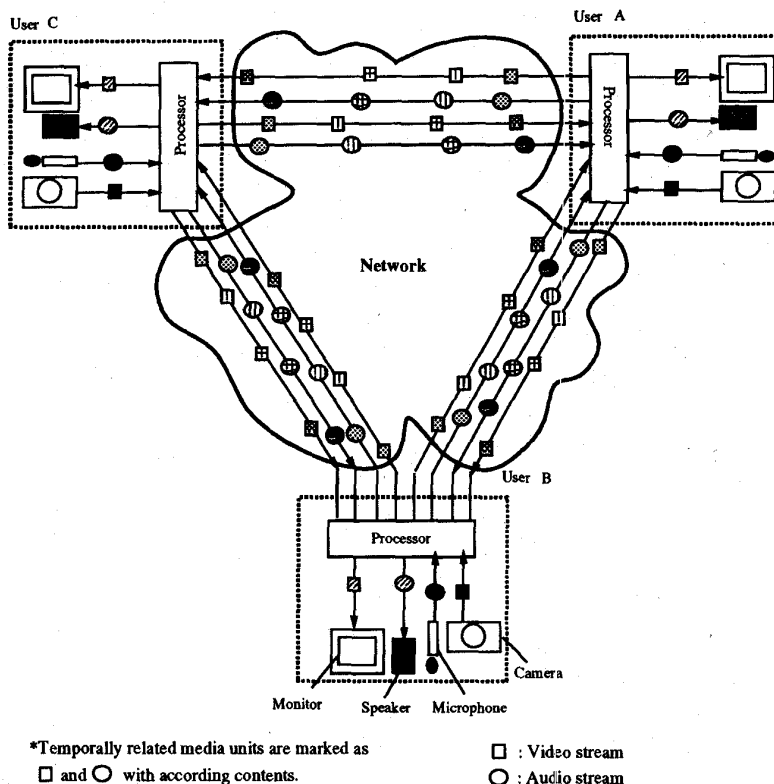 User C
User A
Processor
Processor
Network
User B
Processor
Camera
Monitor
Speaker
Microphone
*Temporally related media units are marked as
and with according contents.
: Video stream
: Audio stream